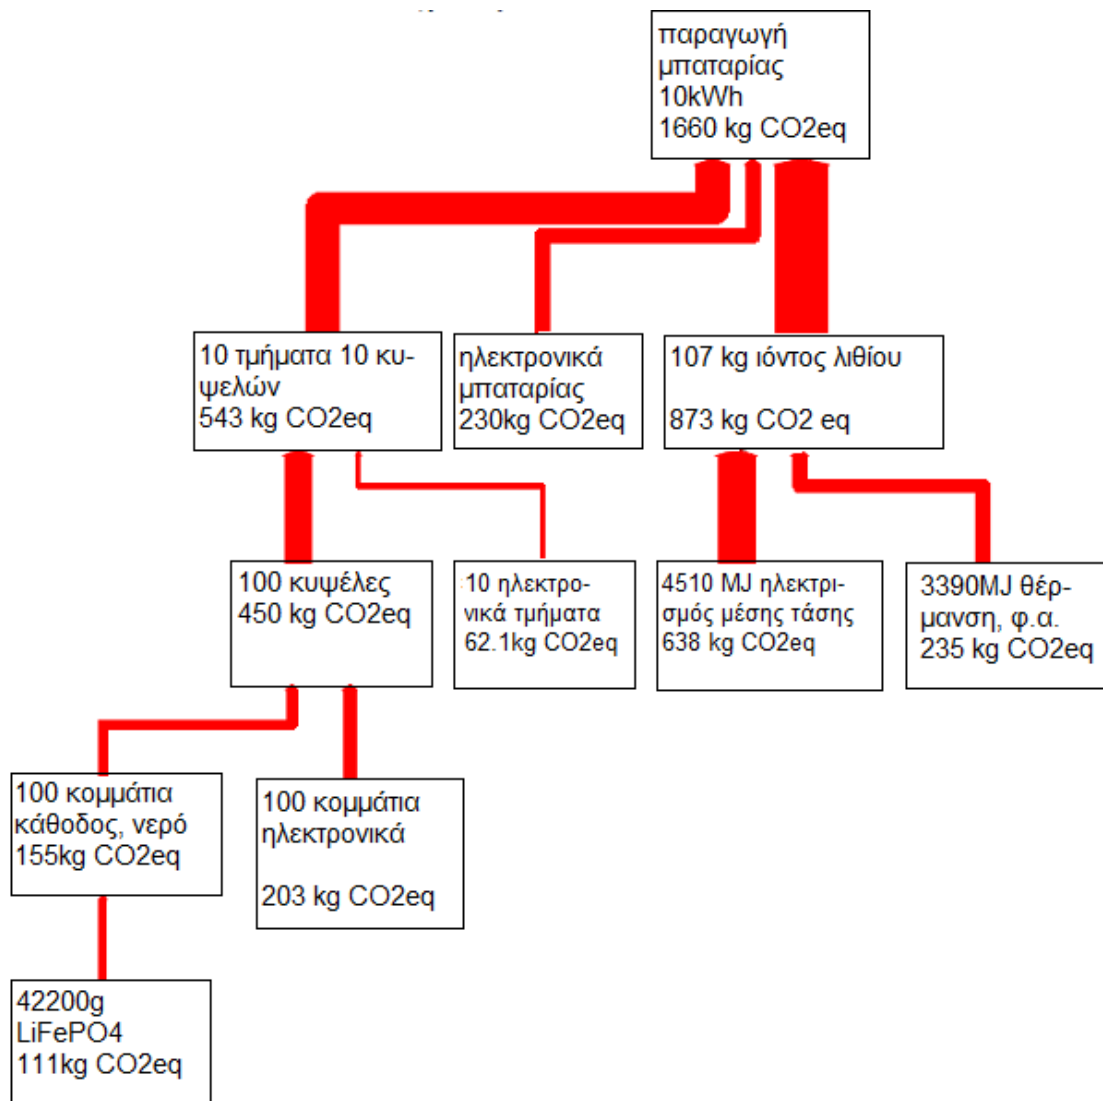 παραγωγή
μπαταρίας
10kWh
1660 kg CO2eq
10 τμήματα 10 κυ-
ψελών
543 kg CO2eq
ηλεκτρονικά
μπαταρίας
230kg CO2eq
107 kg ιόντος λιθίου
873 kg CO2 eq
100 κυψέλες
450 kg CO2eq
10 ηλεκτρο-
νικά τμήματα
62.1kg CO2eq
4510 MJ ηλεκτρι-
σμός μέσης τάσης
638 kg CO2eq
3390MJ θέρ-
μανση, φ.α.
235 kg CO2eq
100 κομμάτια
κάθοδος, νερό
155kg CO2eq
100 κομμάτια
ηλεκτρονικά
203 kg CO2eq
42200g
LiFePO4
111kg CO2eq